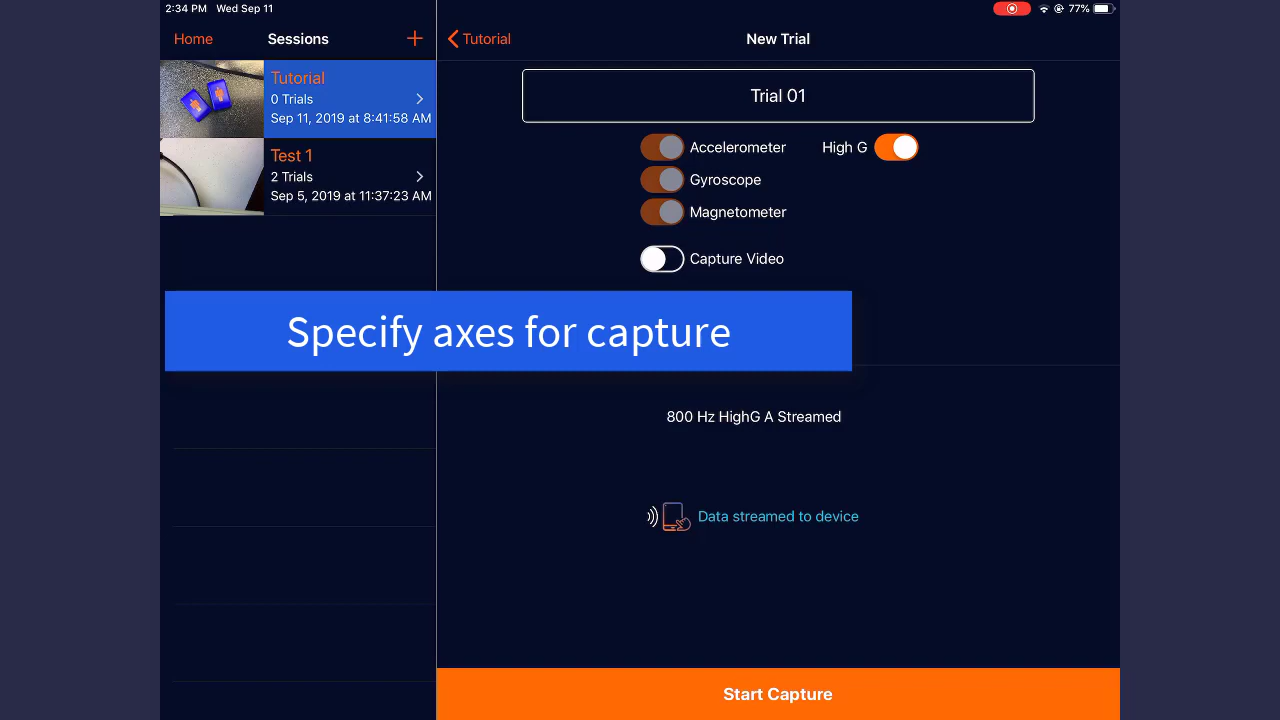 2:34 PM Wed Sep 11
77%
Home
Sessions
Tutorial
New Trial
Tutorial
0 Trials
Sep 11, 2019 at 8:41:58 AM
Test 1
2 Trials
Sep 5, 2019 at 11:37:23 AM
Trial 01
Accelerometer
High G
Gyroscope
Magnetometer
Capture Video
Specify axes for capture
800 Hz HighG A Streamed
Data streamed to device
Start Capture